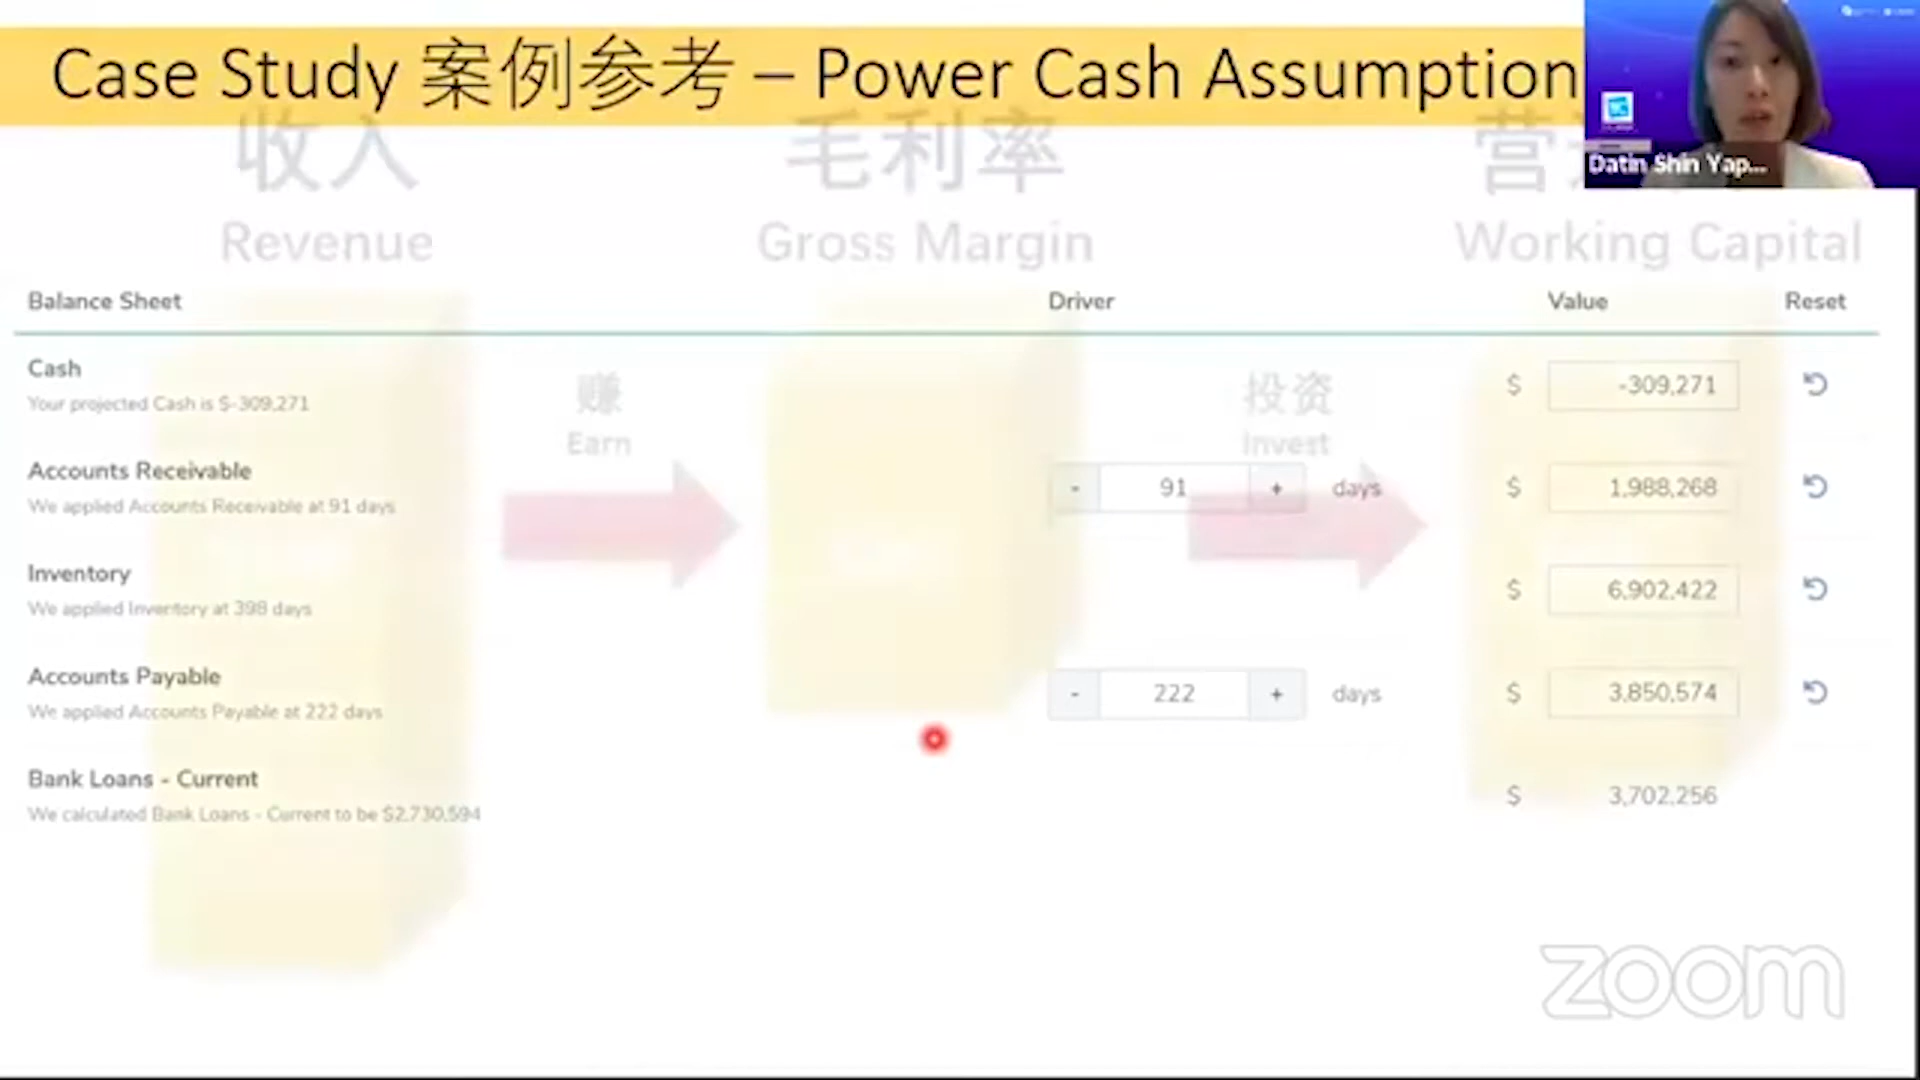 Case Study 案例参考 – Power Cash Assumption
Datin Shin Yap...
收入
毛利率
营
Revenue
Gross Margin
Working Capital
Balance Sheet Driver Value Reset
Cash
Your projected Cash is $-309,271
$ -309,271
赚
Earn
投资
Invest
Accounts Receivable
We applied Accounts Receivable at 91 days
- 91 + days $ 1,988,268
Inventory
We applied Inventory at 398 days
$ 6,902,422
Accounts Payable
We applied Accounts Payable at 222 days
- 222 + days $ 3,850,574
Bank Loans - Current
We calculated Bank Loans - Current to be $2,730,594
$ 3,702,256
zoom